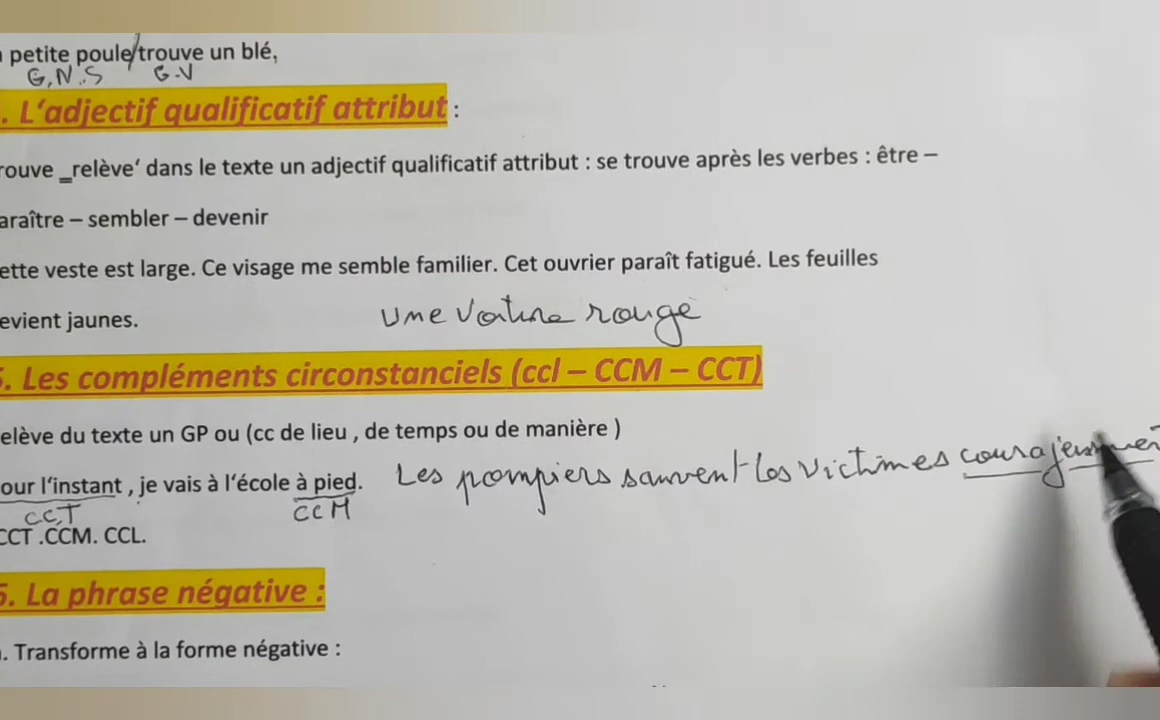 petite poule/trouve un blé,
G.N.S G.V
. L'adjectif qualificatif attribut :
rouve _relève' dans le texte un adjectif qualificatif attribut : se trouve après les verbes : être –
araître – sembler – devenir
ette veste est large. Ce visage me semble familier. Cet ouvrier paraît fatigué. Les feuilles
evient jaunes.
une voiture rouge
5. Les compléments circonstanciels (ccl – CCM – CCT)
elève du texte un GP ou (cc de lieu , de temps ou de manière )
our l'instant , je vais à l'école à pied.
Les pompiers sauvent les victimes
CCT CCM
CCT .CCM. CCL.
6. La phrase négative :
. Transforme à la forme négative :